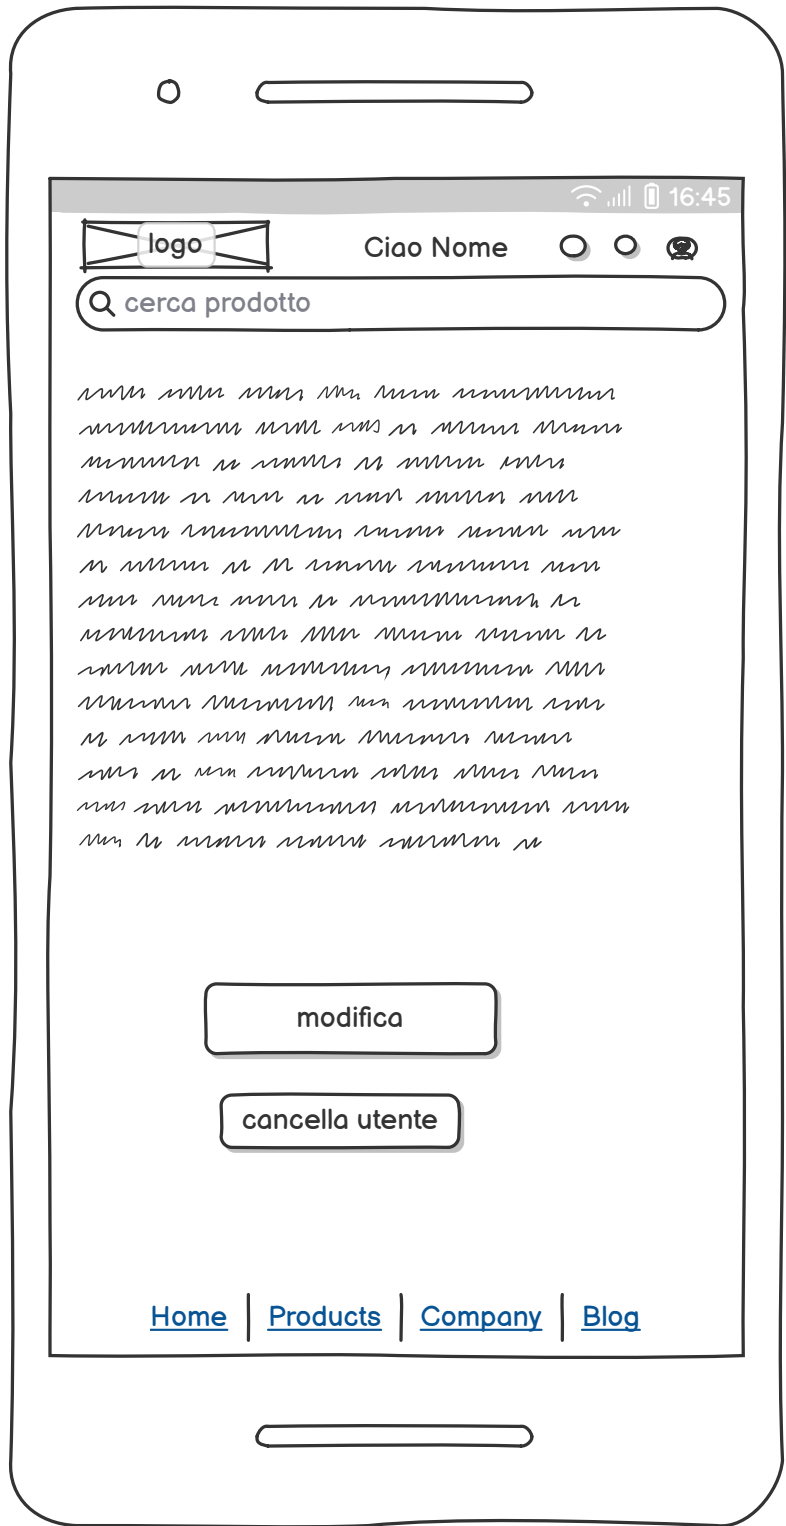 16:45
logo
Ciao Nome
cerca prodotto
modifica
cancella utente
Home Products Company Blog